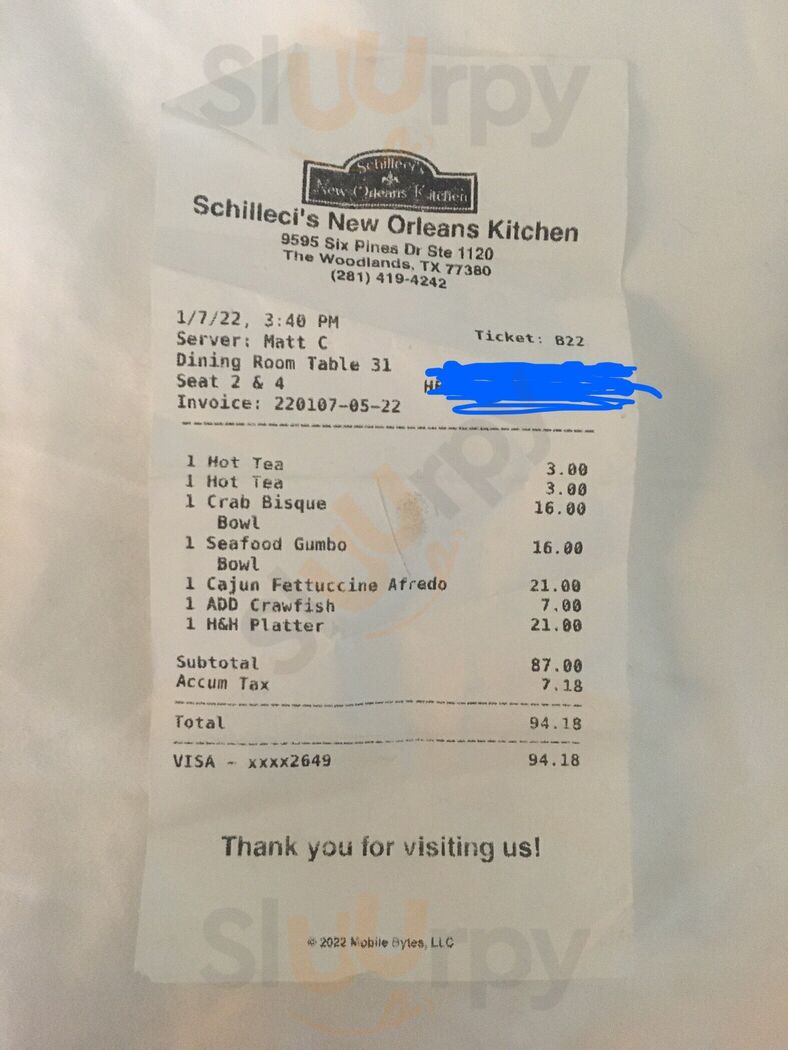 Slurpy
Schilleci's
New Orleans Kitchen
Schilleci's New Orleans Kitchen
9595 Six Pines Dr Ste 1120
The Woodlands, TX 77380
(281) 419-4242
1/7/22, 3:40 PM
Server: Matt C Ticket: B22
Dining Room Table 31
Seat 2 & 4
Invoice: 220107-05-22
Slurpy
1 Hot Tea 3.00
1 Hot Tea 3.00
1 Crab Bisque 16.00
Bowl
1 Seafood Gumbo 16.00
Bowl
1 Cajun Fettuccine Afredo 21.00
1 ADD Crawfish 7.00
1 H&H Platter 21.00
Subtotal 87.00
Accum Tax 7.18
Total 94.18
VISA - xxxx2649 94.18
Thank you for visiting us!
© 2022 Mobile Bytes, LLC
Slurpy